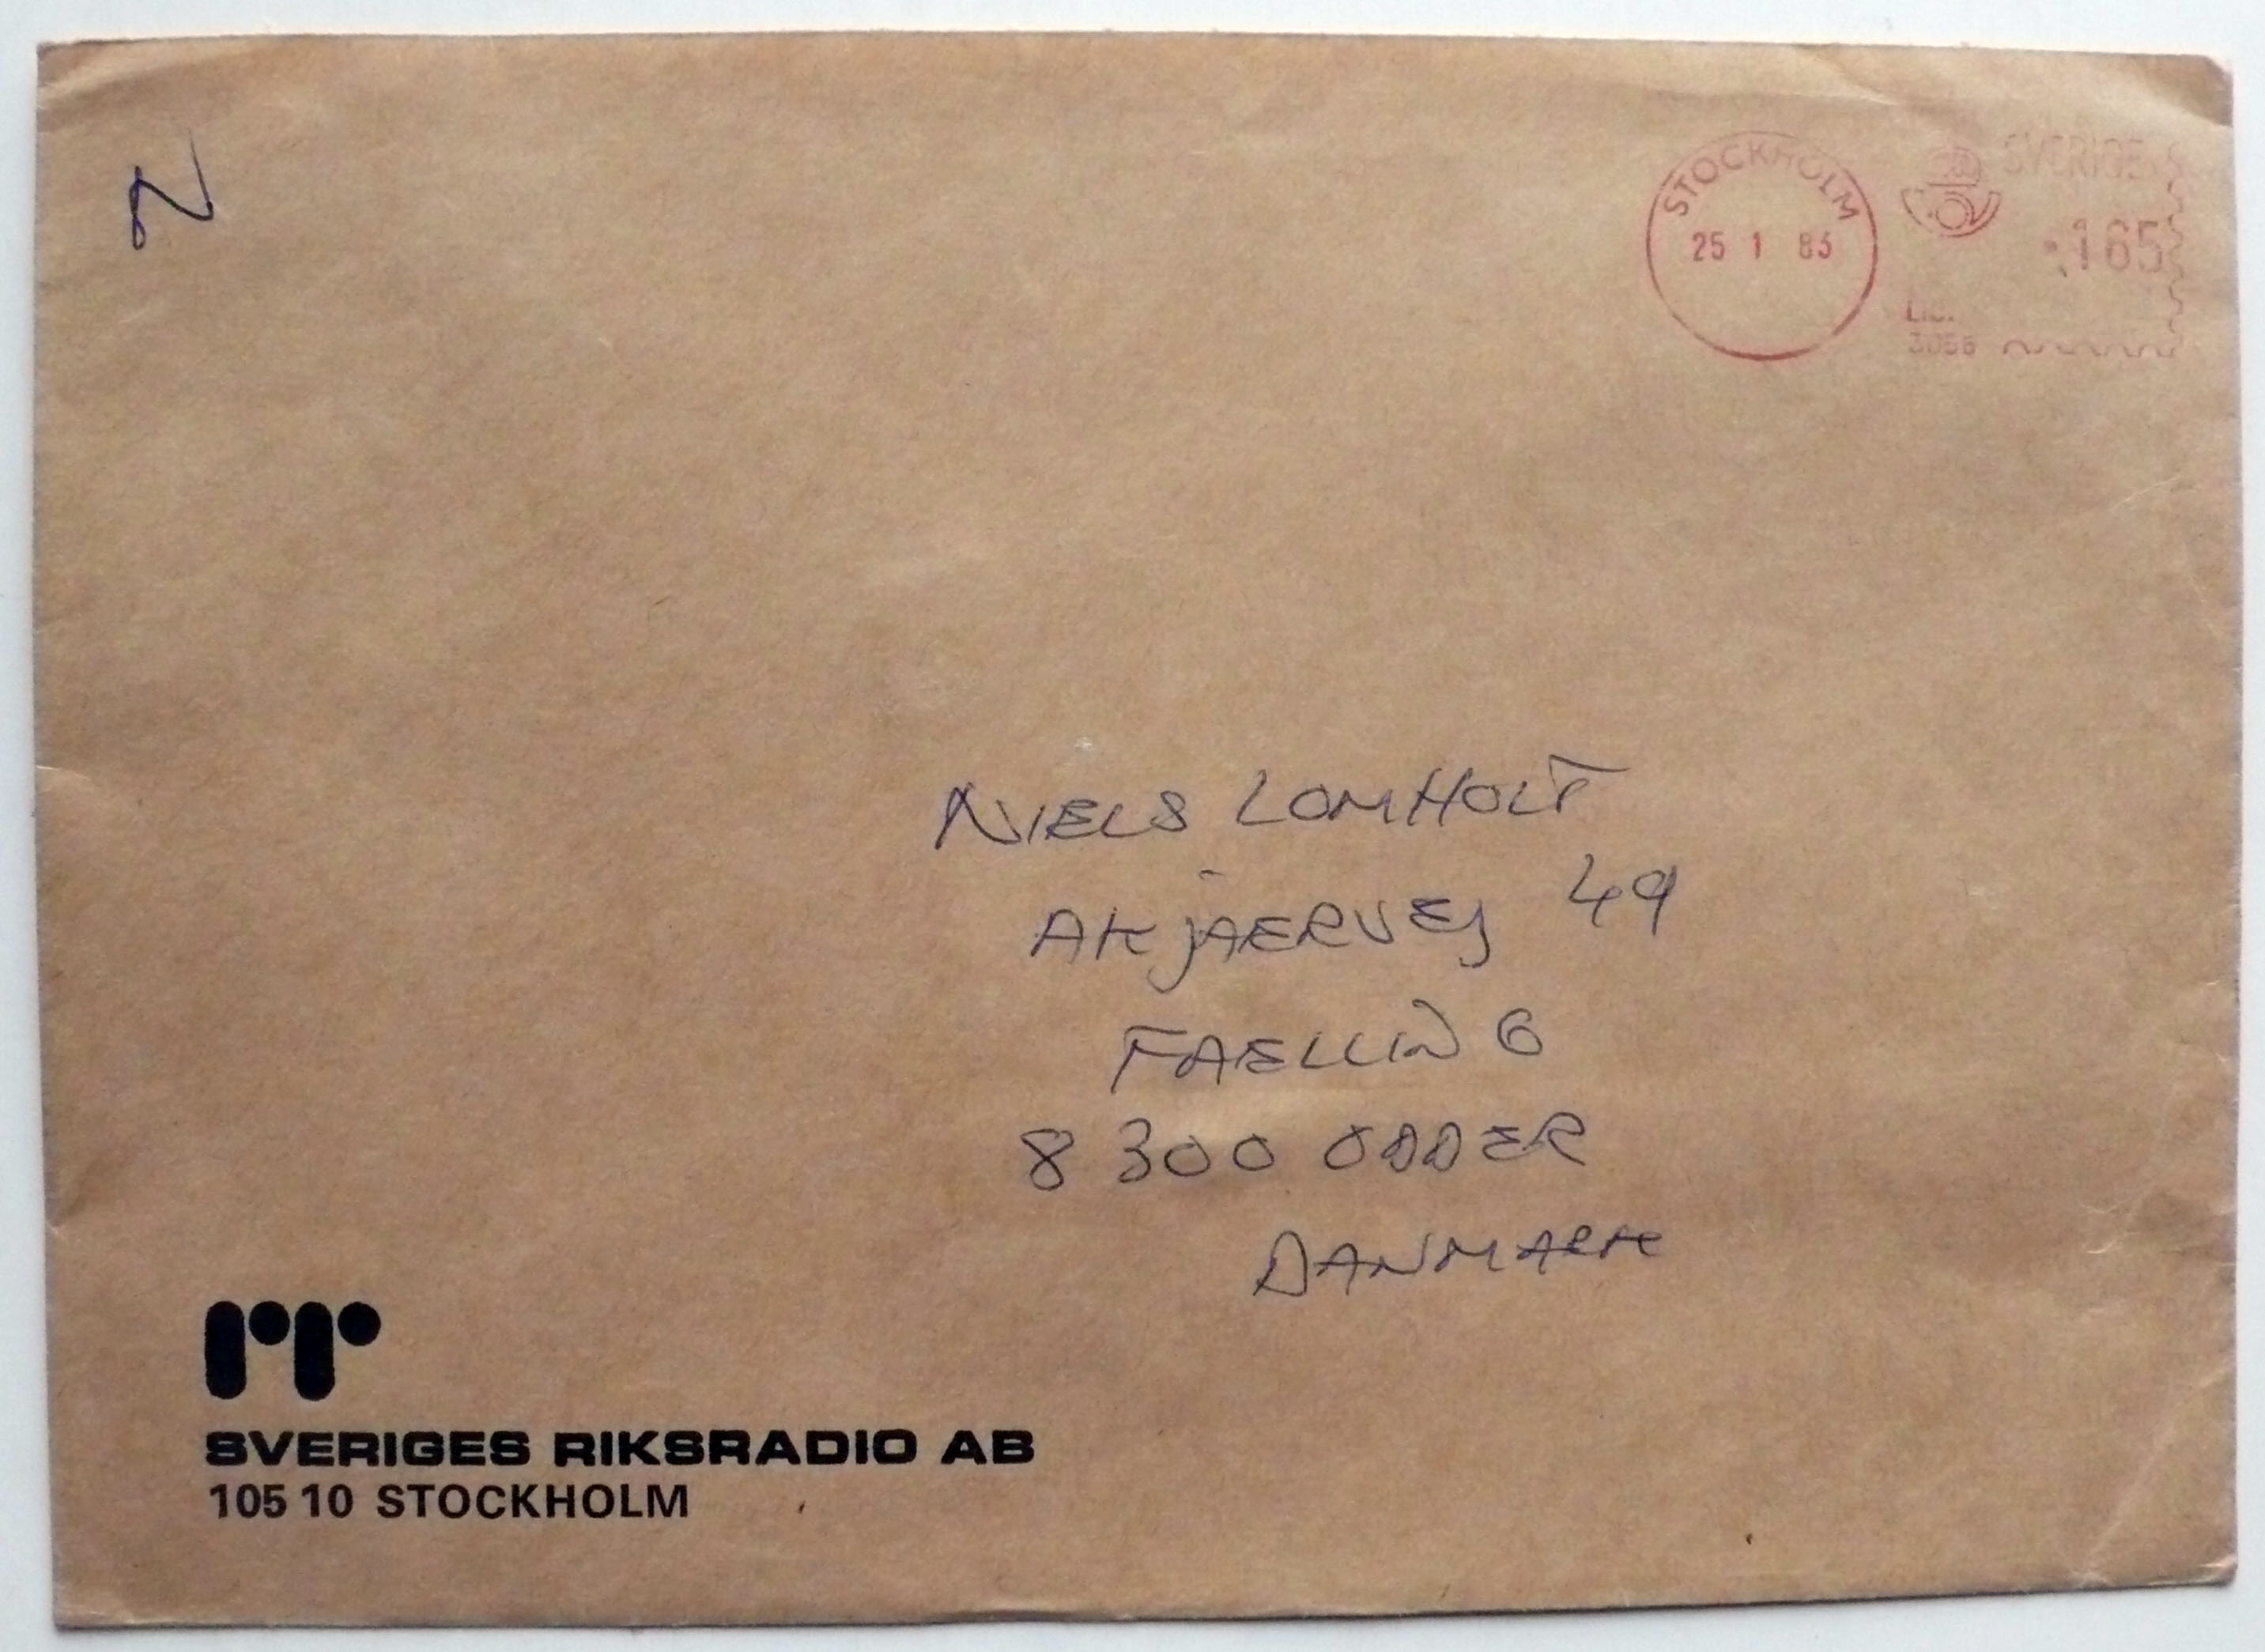 N
STOCKHOLM
25 1 83
SVERIGE
165
Lic.
3056
NIELS LOMHOLT
AKJAERVEJ 49
FAELLING
8300 ODDER
DANMARK
rr
SVERIGES RIKSRADIO AB
105 10 STOCKHOLM